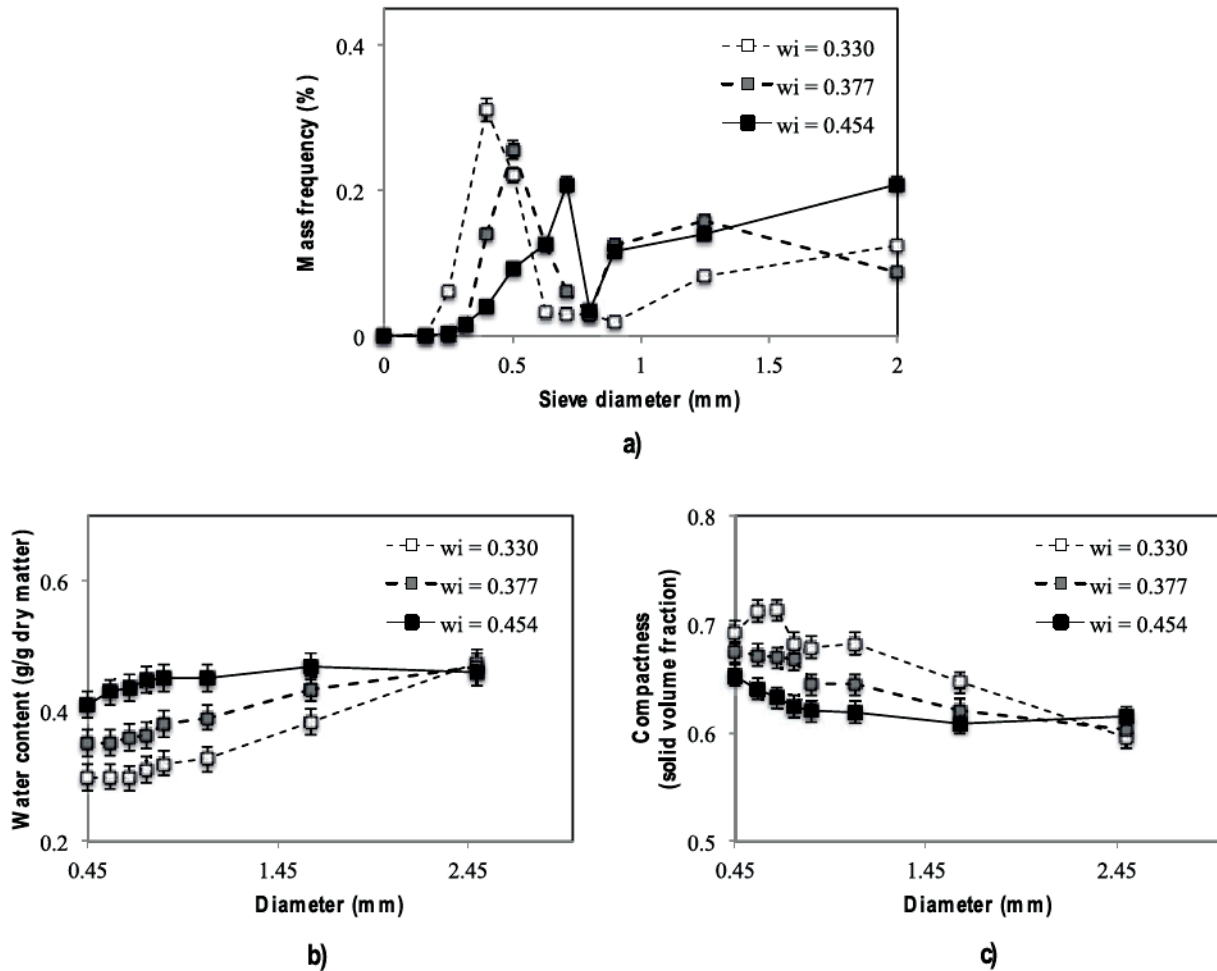 0.4
0.2
0
Mass frequency (%)
wi = 0.330
wi = 0.377
wi = 0.454
0 0.5 1 1.5 2
Sieve diameter (mm)
a)
0.6
0.4
0.2
Water content (g/g dry matter)
wi = 0.330
wi = 0.377
wi = 0.454
0.45 1.45 2.45
Diameter (mm)
b)
0.8
0.7
0.6
0.5
Compactness
(solid volume fraction)
wi = 0.330
wi = 0.377
wi = 0.454
0.45 1.45 2.45
Diameter (mm)
c)